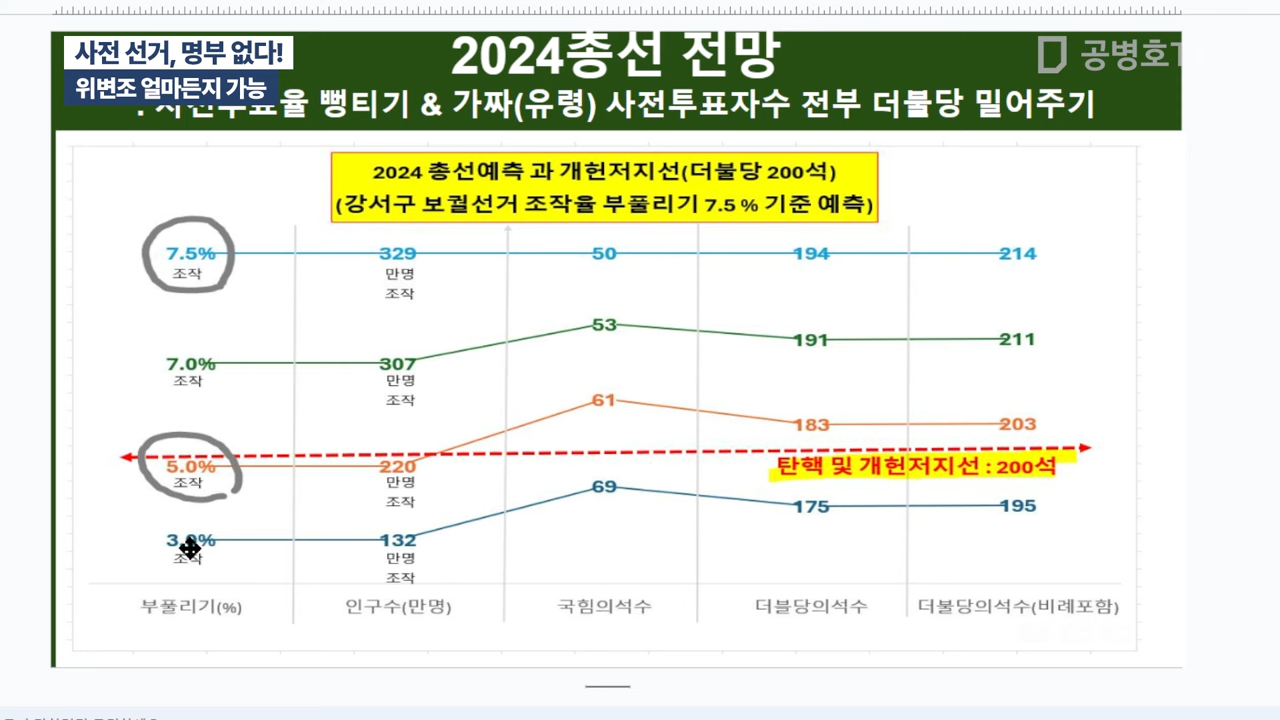 사전 선거, 명부 없다!
위변조 얼마든지 가능
2024총선 전망
공병호T
: 사전투표율 뻥티기 & 가짜(유령) 사전투표자수 전부 더불당 밀어주기
2024 총선예측 과 개헌저지선(더불당 200석)
(강서구 보궐선거 조작율 부풀리기 7.5 % 기준 예측)
7.5% 329 50 194 214
조작 만명
조작
53
7.0% 307 191 211
조작 만명
조작
61
183 203
5.0% 220 탄핵 및 개헌저지선 : 200석
조작 만명
조작
69
175 195
132
조작 만명
조작
부풀리기(%) 인구수(만명) 국힘의석수 더블당의석수 더불당의석수(비례포함)